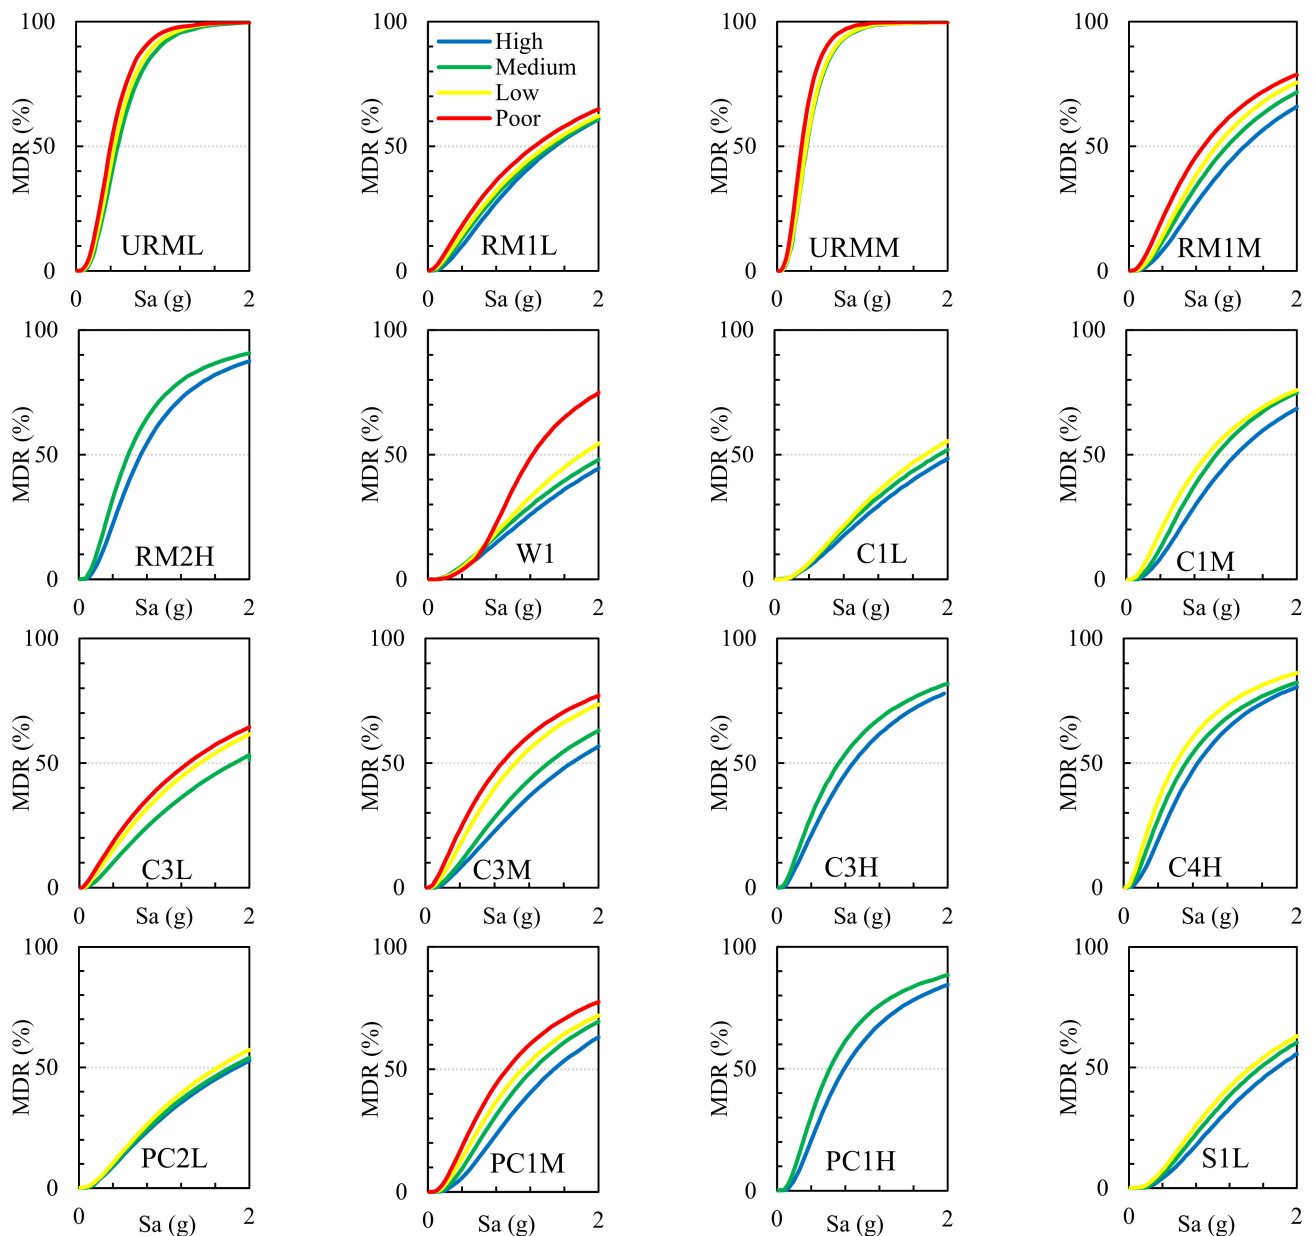 100
MDR (%)
50
0
URML
0
Sa (g)
2
100
MDR (%)
50
0
High
Medium
Low
Poor
RM1L
0
Sa (g)
2
100
MDR (%)
50
0
URMM
0
Sa (g)
2
100
MDR (%)
50
0
RM1M
0
Sa (g)
2
100
MDR (%)
50
0
RM2H
0
Sa (g)
2
100
MDR (%)
50
0
W1
0
Sa (g)
2
100
MDR (%)
50
0
C1L
0
Sa (g)
2
100
MDR (%)
50
0
C1M
0
Sa (g)
2
100
MDR (%)
50
0
C3L
0
Sa (g)
2
100
MDR (%)
50
0
C3M
0
Sa (g)
2
100
MDR (%)
50
0
C3H
0
Sa (g)
2
100
MDR (%)
50
0
C4H
0
Sa (g)
2
100
MDR (%)
50
0
PC2L
0
Sa (g)
2
100
MDR (%)
50
0
PC1M
0
Sa (g)
2
100
MDR (%)
50
0
PC1H
0
Sa (g)
2
100
MDR (%)
50
0
S1L
0
Sa (g)
2